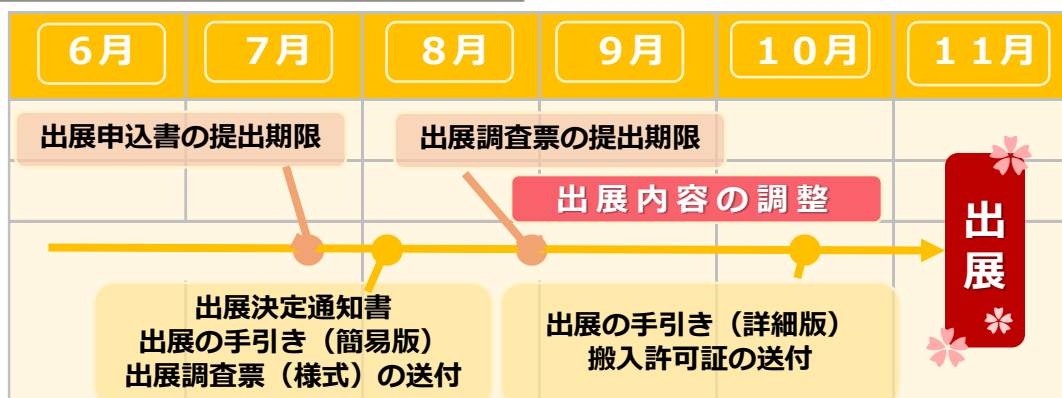 6月
7月
8月
9月
10月
11月
出展申込書の提出期限
出展調査票の提出期限
出展内容の調整
出展
出展決定通知書
出展の手引き（簡易版）
出展調査票（様式）の送付
出展の手引き（詳細版）
搬入許可証の送付